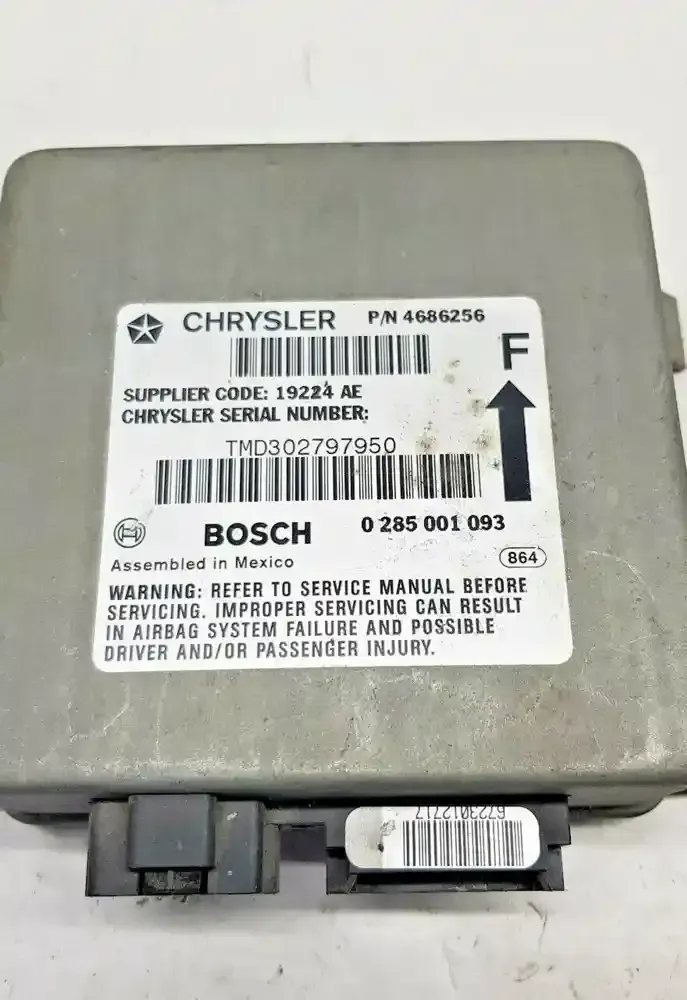 CHRYSLER P/N 4686256
F
SUPPLIER CODE: 19224 AE
CHRYSLER SERIAL NUMBER:
TMD302797950
BOSCH 0 285 001 093
Assembled in Mexico 864
WARNING: REFER TO SERVICE MANUAL BEFORE
SERVICING. IMPROPER SERVICING CAN RESULT
IN AIRBAG SYSTEM FAILURE AND POSSIBLE
DRIVER AND/OR PASSENGER INJURY.
67223012717